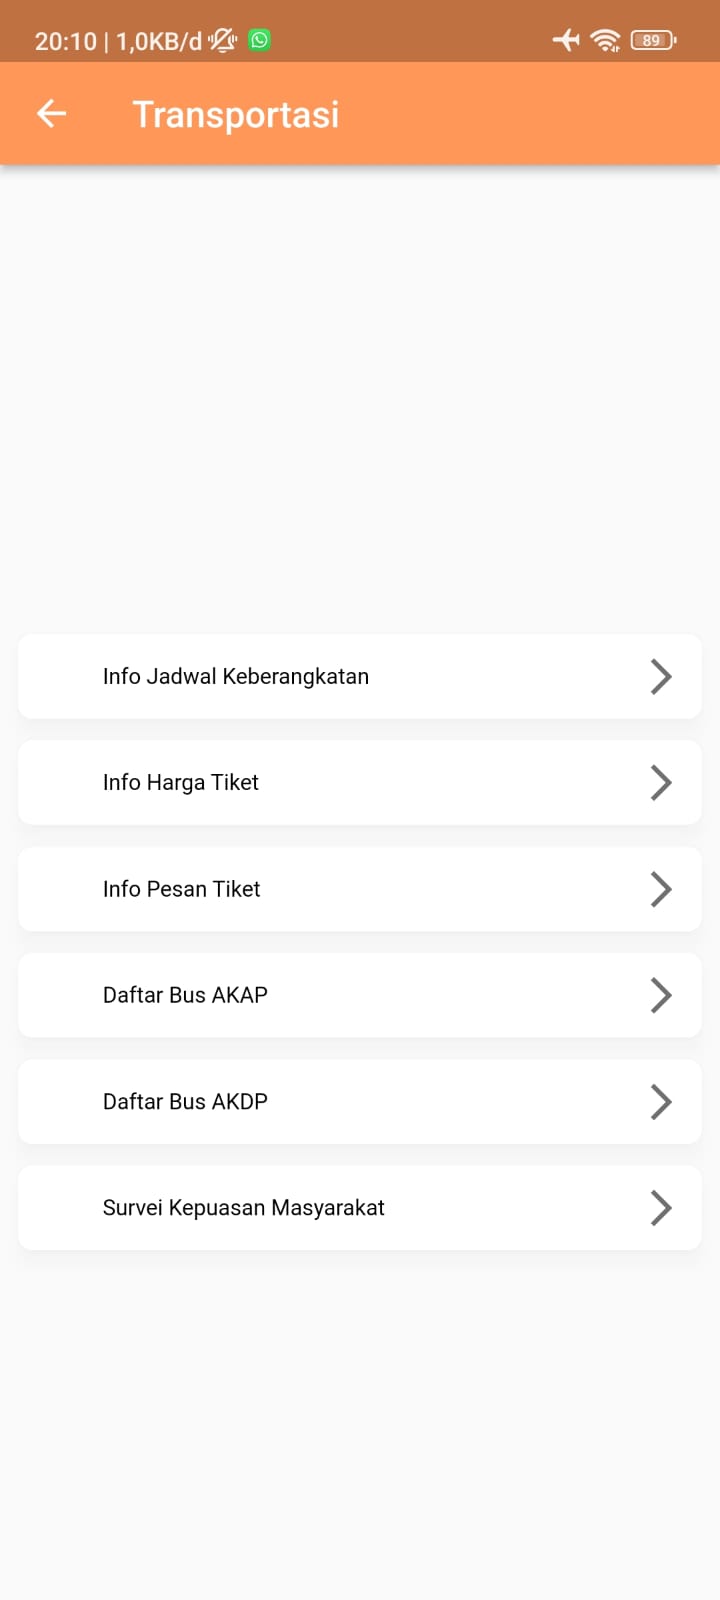 20:10 | 1,0KB/d
89
Transportasi
Info Jadwal Keberangkatan
Info Harga Tiket
Info Pesan Tiket
Daftar Bus AKAP
Daftar Bus AKDP
Survei Kepuasan Masyarakat